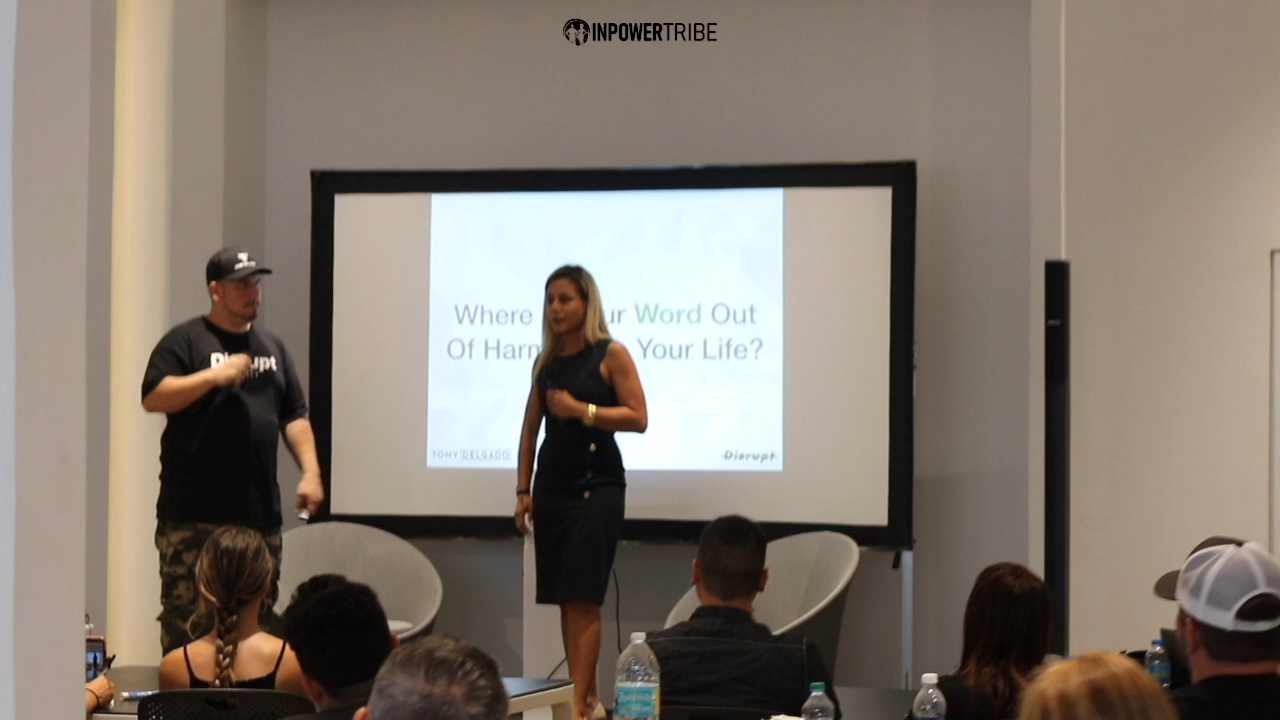 INPOWERTRIBE
Where ur Word Out
Of Harm Your Life?
TONY DELGADO
Disrupt
Disrupt